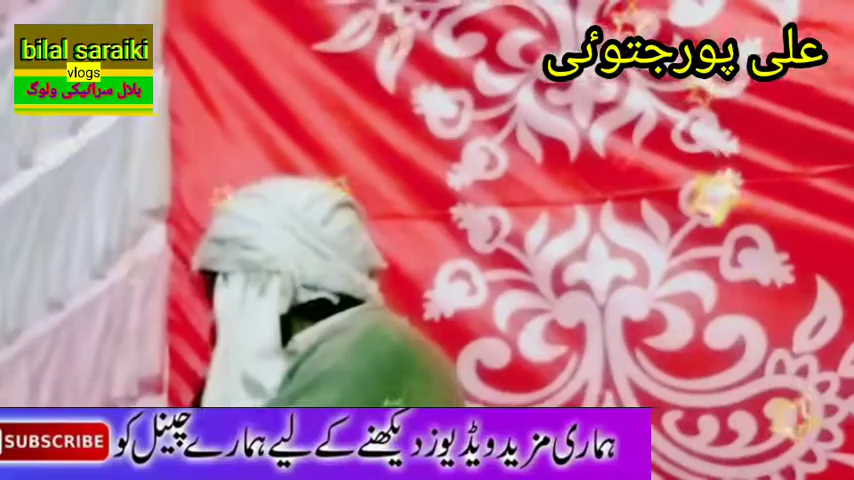 bilal saraiki
vlogs
بلال سرائیکی ولوگ
علی پورجتوئی
SUBSCRIBE
ہماری مزید ویڈیوز دیکھنے کے لیے ہمارے چینل کو